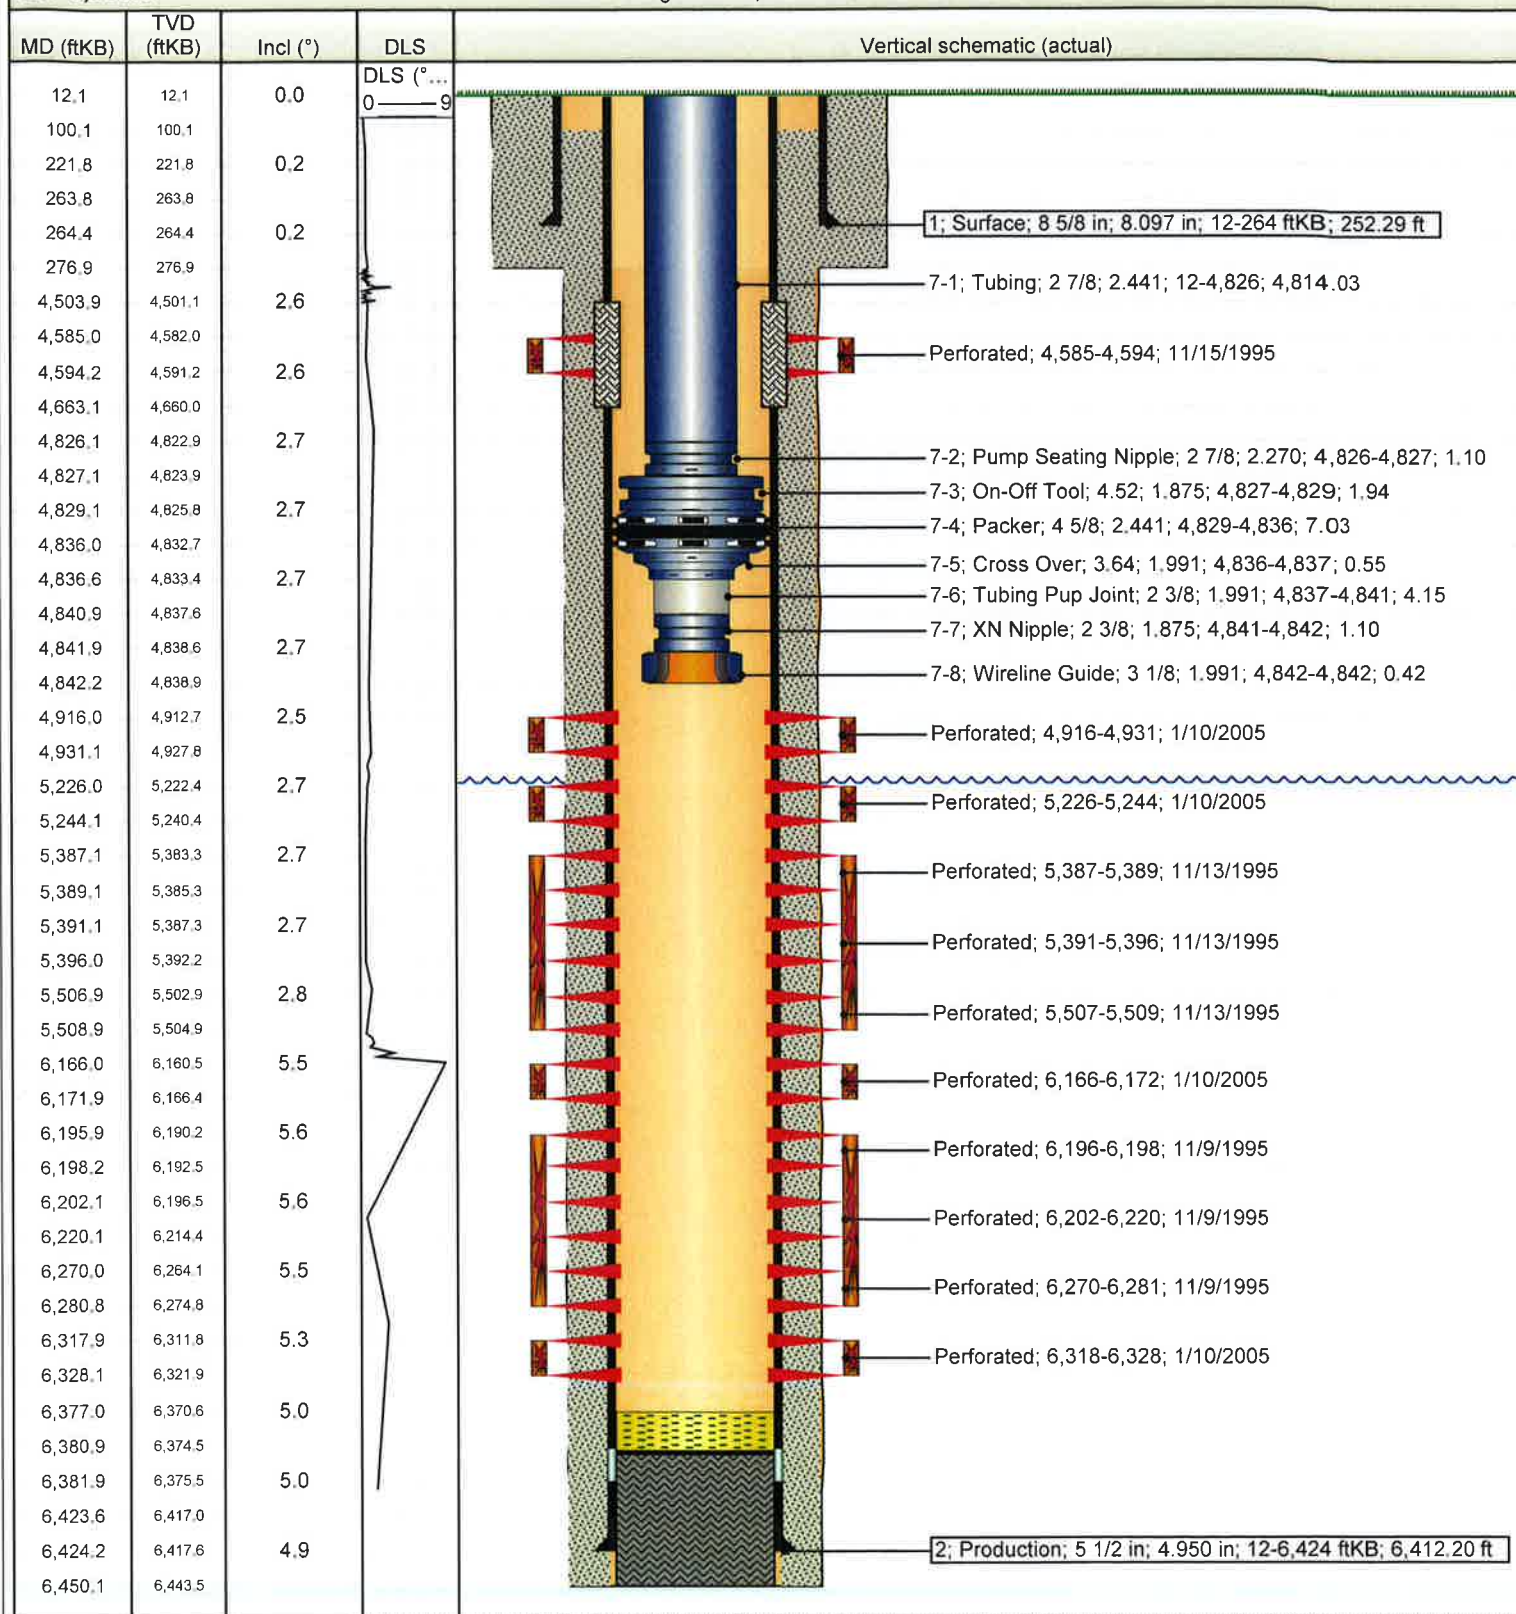 MD (ftKB) TVD (ftKB) Incl (°) DLS Vertical schematic (actual)
DLS (°...
0 9
12.1 12.1 0.0
100.1 100.1
221.8 221.8 0.2
263.8 263.8
264.4 264.4 0.2
1; Surface; 8 5/8 in; 8.097 in; 12-264 ftKB; 252.29 ft
276.9 276.9
7-1; Tubing; 2 7/8; 2.441; 12-4,826; 4,814.03
4,503.9 4,501.1 2.6
4,585.0 4,582.0
Perforated; 4,585-4,594; 11/15/1995
4,594.2 4,591.2 2.6
4,663.1 4,660.0
4,826.1 4,822.9 2.7
7-2; Pump Seating Nipple; 2 7/8; 2.270; 4,826-4,827; 1.10
4,827.1 4,823.9
7-3; On-Off Tool; 4.52; 1.875; 4,827-4,829; 1.94
4,829.1 4,825.8 2.7
7-4; Packer; 4 5/8; 2.441; 4,829-4,836; 7.03
4,836.0 4,832.7
7-5; Cross Over; 3.64; 1.991; 4,836-4,837; 0.55
4,836.6 4,833.4 2.7
7-6; Tubing Pup Joint; 2 3/8; 1.991; 4,837-4,841; 4.15
4,840.9 4,837.6
7-7; XN Nipple; 2 3/8; 1.875; 4,841-4,842; 1.10
4,841.9 4,838.6 2.7
7-8; Wireline Guide; 3 1/8; 1.991; 4,842-4,842; 0.42
4,842.2 4,838.9
4,916.0 4,912.7 2.5
Perforated; 4,916-4,931; 1/10/2005
4,931.1 4,927.8
5,226.0 5,222.4 2.7
Perforated; 5,226-5,244; 1/10/2005
5,244.1 5,240.4
5,387.1 5,383.3 2.7
Perforated; 5,387-5,389; 11/13/1995
5,389.1 5,385.3
5,391.1 5,387.3 2.7
Perforated; 5,391-5,396; 11/13/1995
5,396.0 5,392.2
5,506.9 5,502.9 2.8
Perforated; 5,507-5,509; 11/13/1995
5,508.9 5,504.9
6,166.0 6,160.5 5.5
Perforated; 6,166-6,172; 1/10/2005
6,171.9 6,166.4
6,195.9 6,190.2 5.6
Perforated; 6,196-6,198; 11/9/1995
6,198.2 6,192.5
6,202.1 6,196.5 5.6
Perforated; 6,202-6,220; 11/9/1995
6,220.1 6,214.4
6,270.0 6,264.1 5.5
Perforated; 6,270-6,281; 11/9/1995
6,280.8 6,274.8
6,317.9 6,311.8 5.3
Perforated; 6,318-6,328; 1/10/2005
6,328.1 6,321.9
6,377.0 6,370.6 5.0
6,380.9 6,374.5
6,381.9 6,375.5 5.0
6,423.6 6,417.0
6,424.2 6,417.6 4.9
2; Production; 5 1/2 in; 4.950 in; 12-6,424 ftKB; 6,412.20 ft
6,450.1 6,443.5